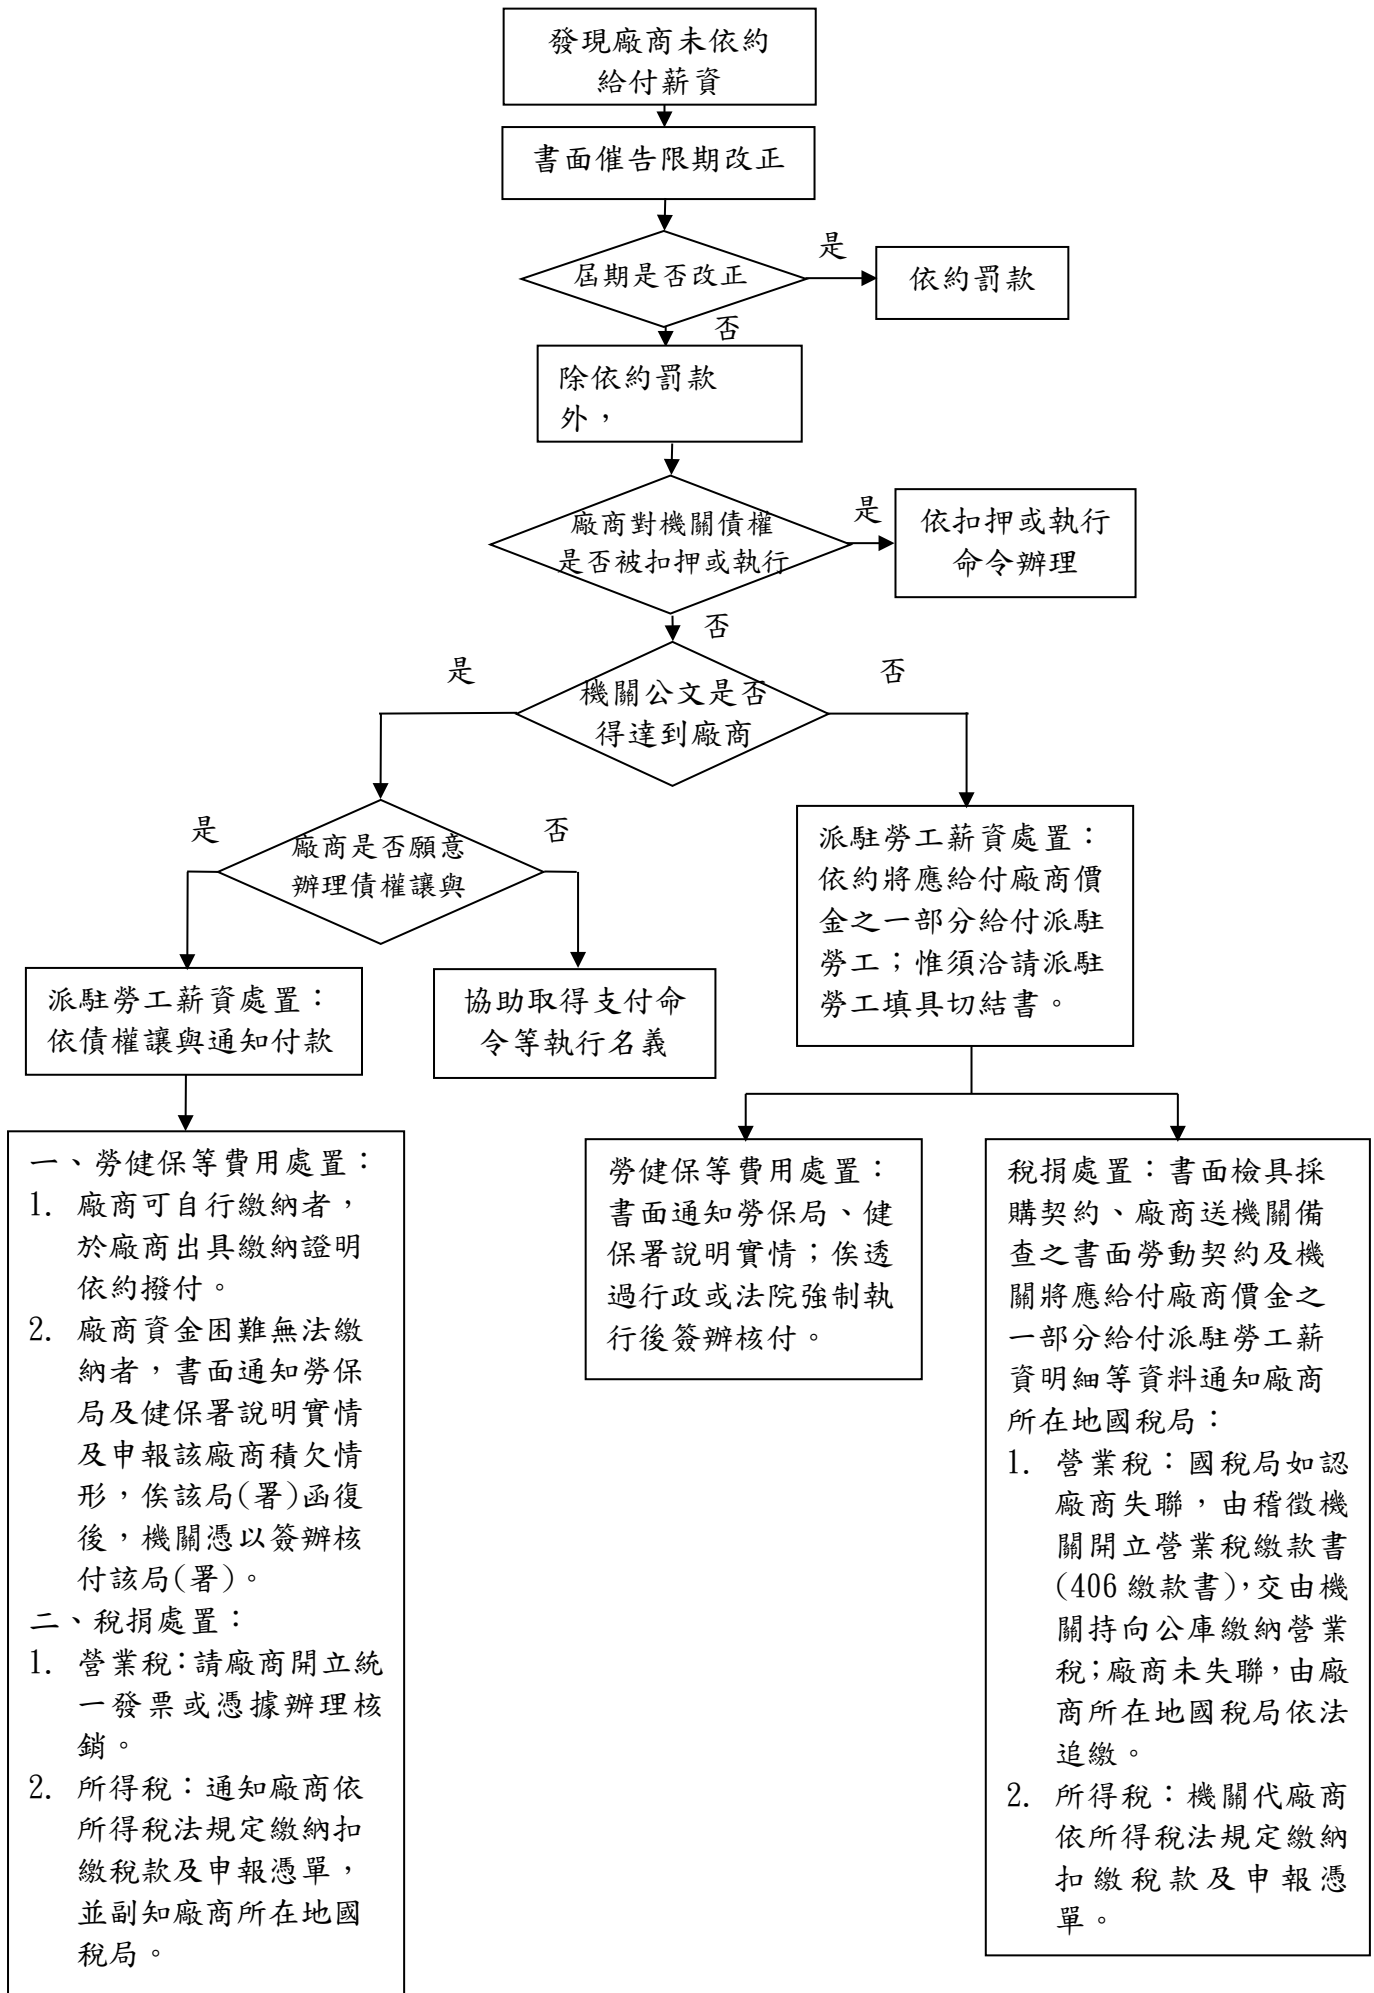 發現廠商未依約
給付薪資
書面催告限期改正
屆期是否改正
是
依約罰款
否
除依約罰款
外，
廠商對機關債權
是否被扣押或執行
是
依扣押或執行
命令辦理
否
機關公文是否
得達到廠商
是
否
廠商是否願意
辦理債權讓與
是
否
派駐勞工薪資處置：
依債權讓與通知付款
協助取得支付命
令等執行名義
派駐勞工薪資處置：
依約將應給付廠商價
金之一部分給付派駐
勞工；惟須洽請派駐
勞工填具切結書。
一、勞健保等費用處置：
1. 廠商可自行繳納者，
於廠商出具繳納證明
依約撥付。
2. 廠商資金困難無法繳
納者，書面通知勞保
局及健保署說明實情
及申報該廠商積欠情
形，俟該局(署)函復
後，機關憑以簽辦核
付該局(署)。
二、稅捐處置：
1. 營業稅：請廠商開立統
一發票或憑據辦理核
銷。
2. 所得稅：通知廠商依
所得稅法規定繳納扣
繳稅款及申報憑單，
並副知廠商所在地國
稅局。
勞健保等費用處置：
書面通知勞保局、健
保署說明實情；俟透
過行政或法院強制執
行後簽辦核付。
稅捐處置：書面檢具採
購契約、廠商送機關備
查之書面勞動契約及機
關將應給付廠商價金之
一部分給付派駐勞工薪
資明細等資料通知廠商
所在地國稅局：
1. 營業稅：國稅局如認
廠商失聯，由稽徵機
關開立營業稅繳款書
(406 繳款書)，交由機
關持向公庫繳納營業
稅；廠商未失聯，由廠
商所在地國稅局依法
追繳。
2. 所得稅：機關代廠商
依所得稅法規定繳納
扣繳稅款及申報憑
單。